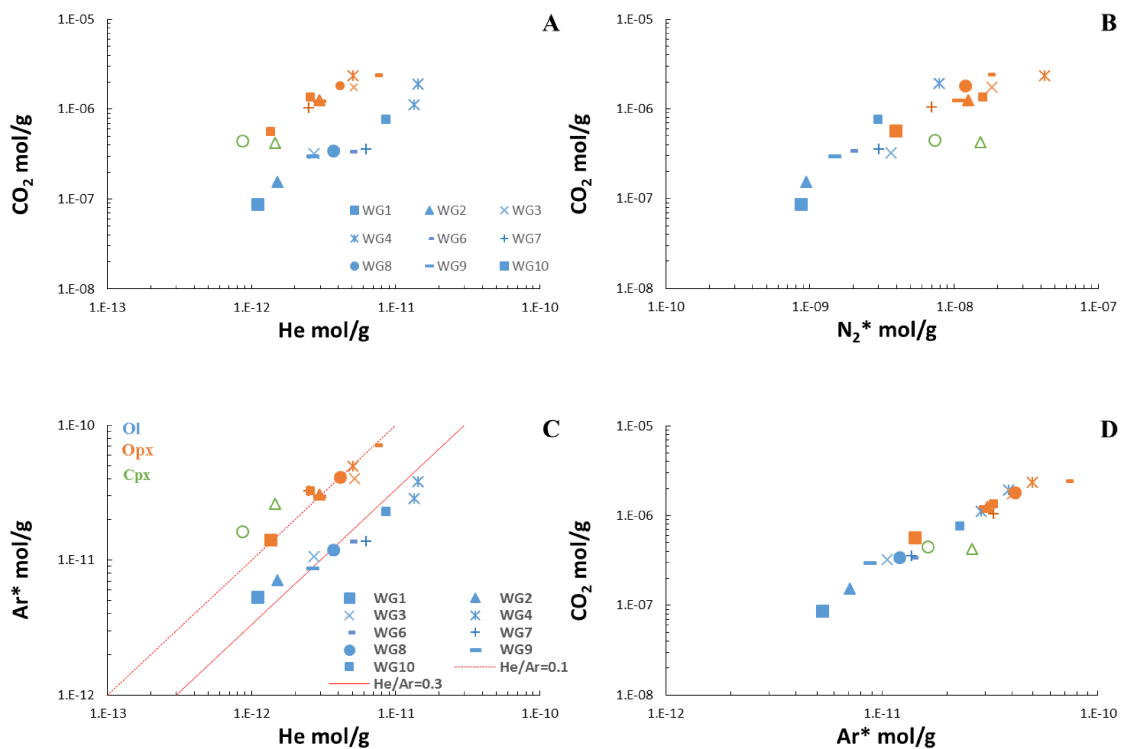 A
1.E-05
1.E-06
1.E-07
1.E-08
CO2 mol/g
1.E-13 1.E-12 1.E-11 1.E-10
He mol/g
WG1 WG2 WG3
WG4 WG6 WG7
WG8 WG9 WG10
B
1.E-05
1.E-06
1.E-07
1.E-08
CO2 mol/g
1.E-10 1.E-09 1.E-08 1.E-07
N2* mol/g
C
Ol
Opx
Cpx
1.E-10
1.E-11
1.E-12
Ar* mol/g
1.E-13 1.E-12 1.E-11 1.E-10
He mol/g
WG1 WG2
WG3 WG4
WG6 WG7
WG8 WG9
WG10 He/Ar=0.1
He/Ar=0.3
D
1.E-05
1.E-06
1.E-07
1.E-08
CO2 mol/g
1.E-12 1.E-11 1.E-10
Ar* mol/g